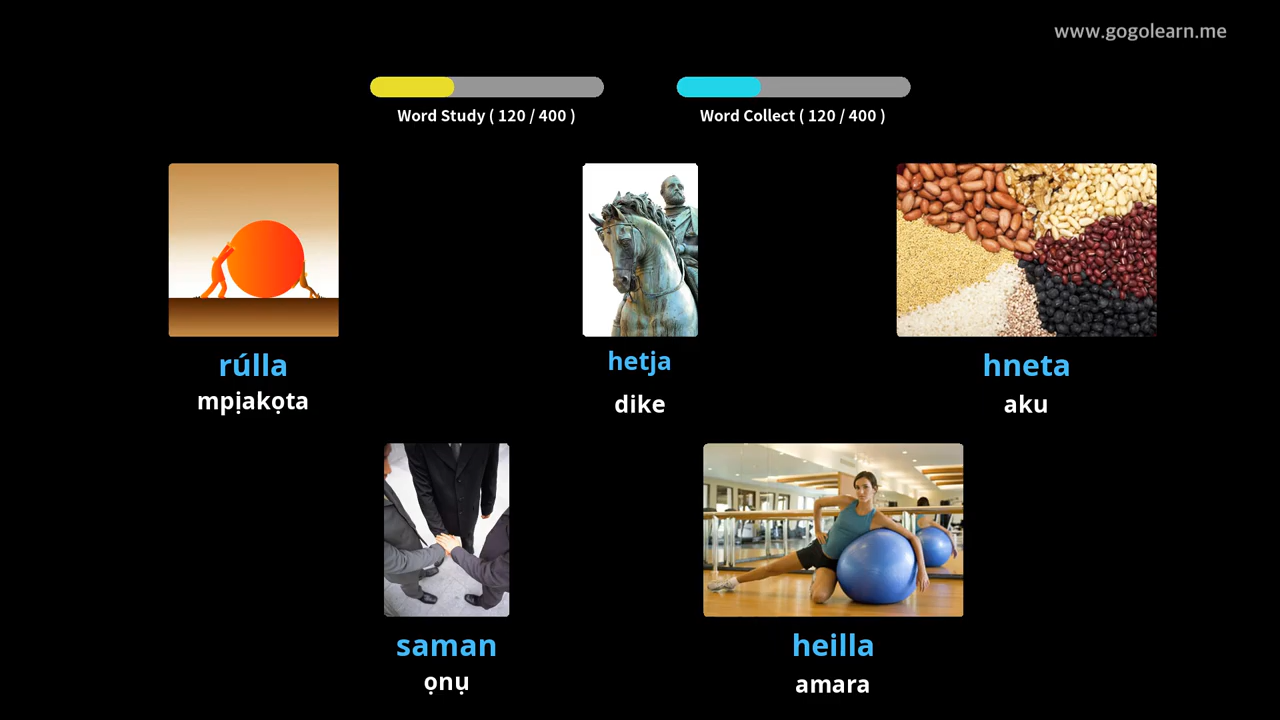 www.gogolearn.me
Word Study ( 120 / 400 )
Word Collect ( 120 / 400 )
rúlla
mpịakọta
hetja
dike
hneta
aku
saman
ọnụ
heilla
amara